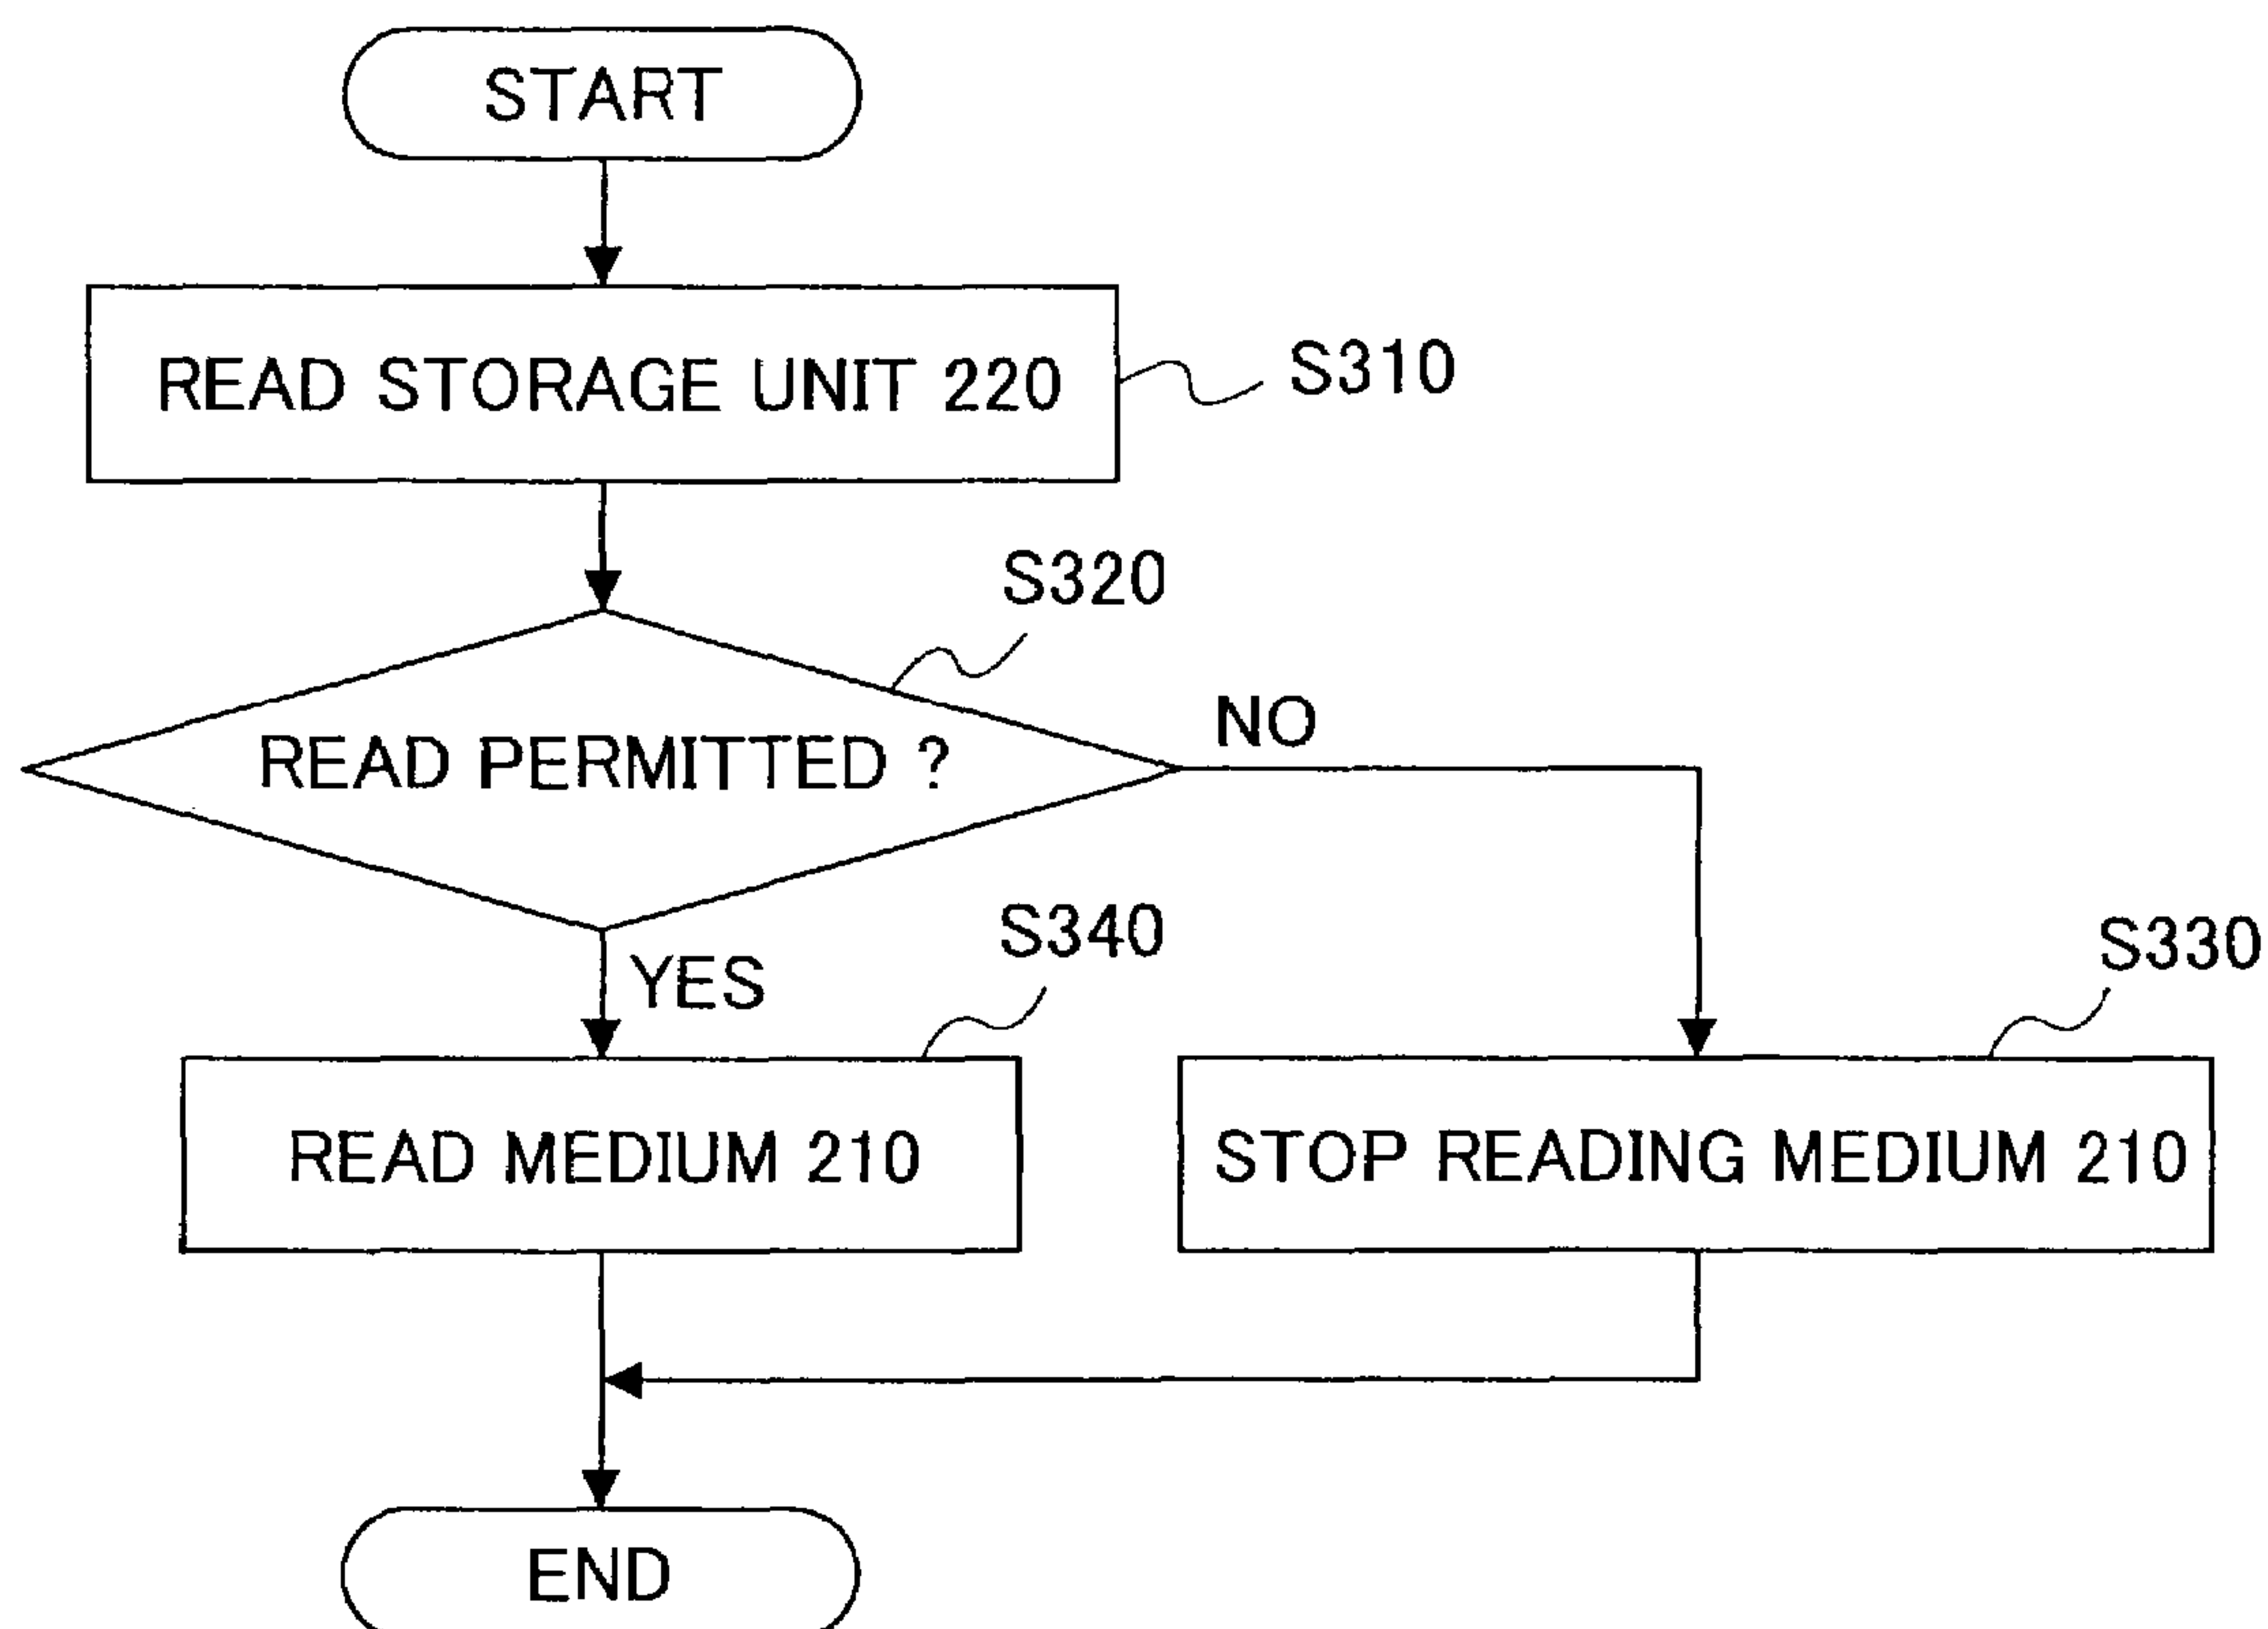 START
READ STORAGE UNIT 220
S310
S320
READ PERMITTED ?
NO
YES
S340
S330
READ MEDIUM 210
STOP READING MEDIUM 210
END